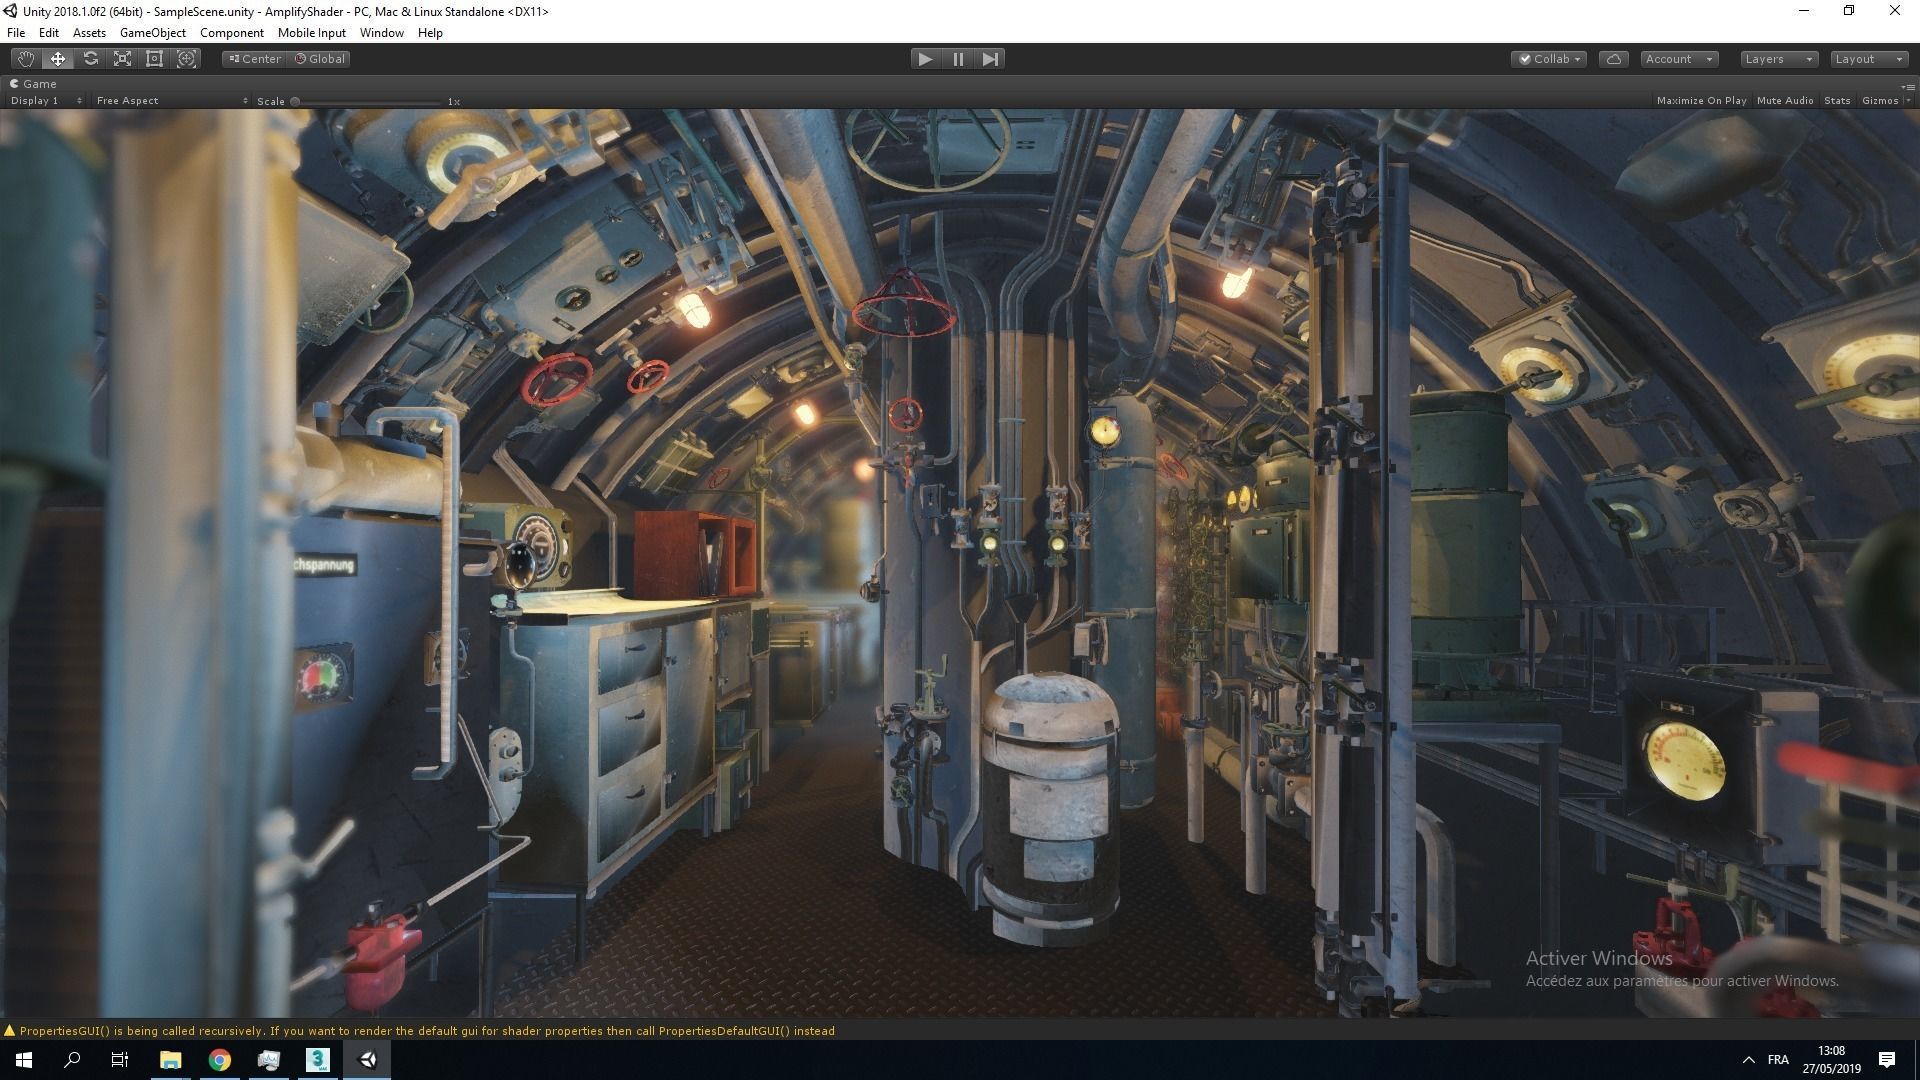 Unity 2018.1.0f2 (64bit) - SampleScene.unity - AmplifyShader - PC, Mac & Linux Standalone <DX11>
File Edit Assets GameObject Component Mobile Input Window Help
Center Global Collab Account Layers Layout
Game
Display 1 Free Aspect Scale 1x Maximize On Play Mute Audio Stats Gizmos
chspannung
Activer Windows
Accédez aux paramètres pour activer Windows.
PropertiesGUI() is being called recursively. If you want to render the default gui for shader properties then call PropertiesDefaultGUI() instead
3
FRA
13:08
27/05/2019